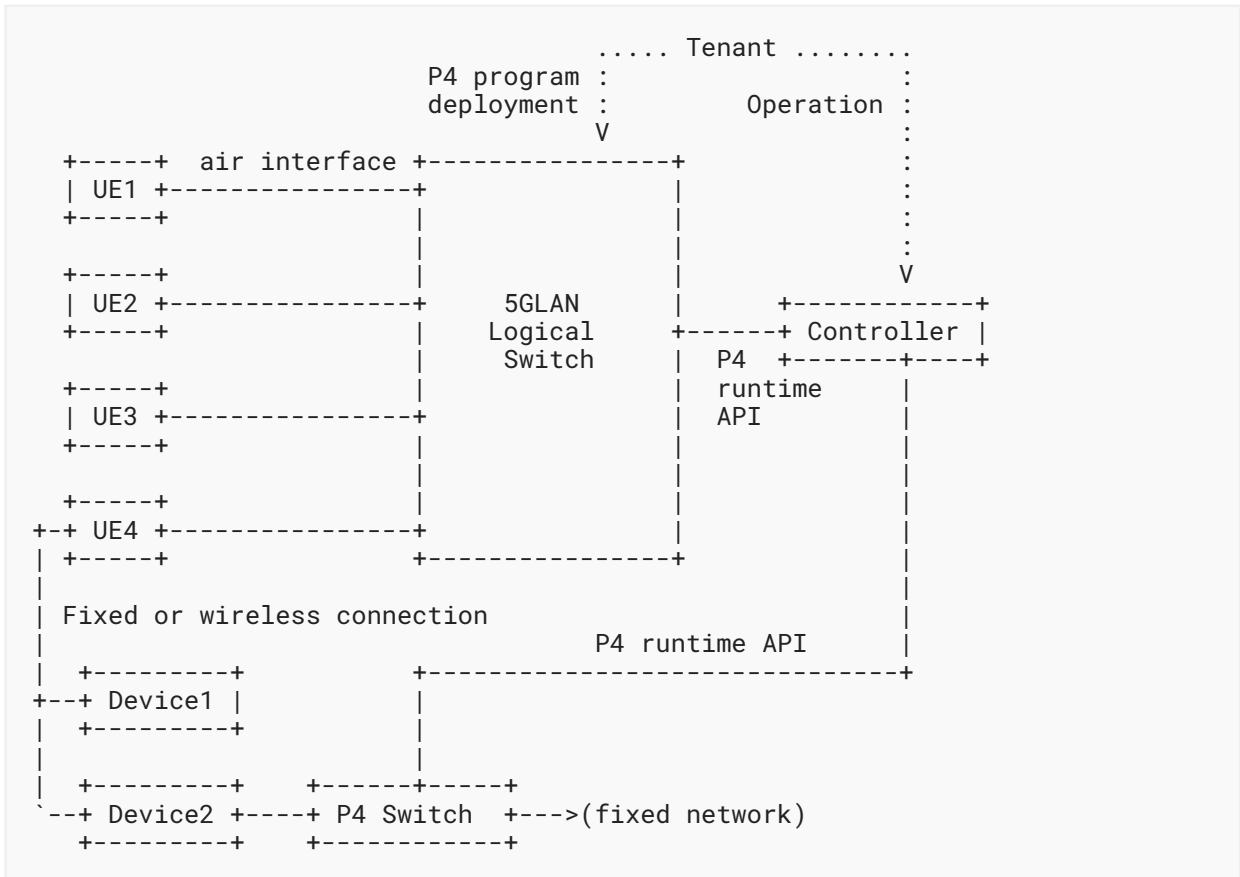 ..... Tenant ........
P4 program :                      :
deployment :         Operation :
V                      :
+-----+  air interface +----------------+              :
| UE1 +----------------+                |              :
+-----+                |                |              :
|                |              :
+-----+                |                |              V
| UE2 +----------------+     5GLAN      |      +------------+
+-----+                |    Logical     +------+ Controller |
|     Switch     |  P4  +-------+----+
+-----+                |                |  runtime     |
| UE3 +----------------+                |  API         |
+-----+                |                |              |
|                |              |
+-----+                |                |              |
+-+ UE4 +----------------+                |              |
| +-----+                +----------------+              |
|                                                        |
| Fixed or wireless connection                           |
|                                    P4 runtime API      |
|  +---------+           +-------------------------------+
+--+ Device1 |           |
|  +---------+           |
|                        |
|  +---------+    +------+-----+
`--+ Device2 +----+ P4 Switch  +--->(fixed network)
+---------+    +------------+